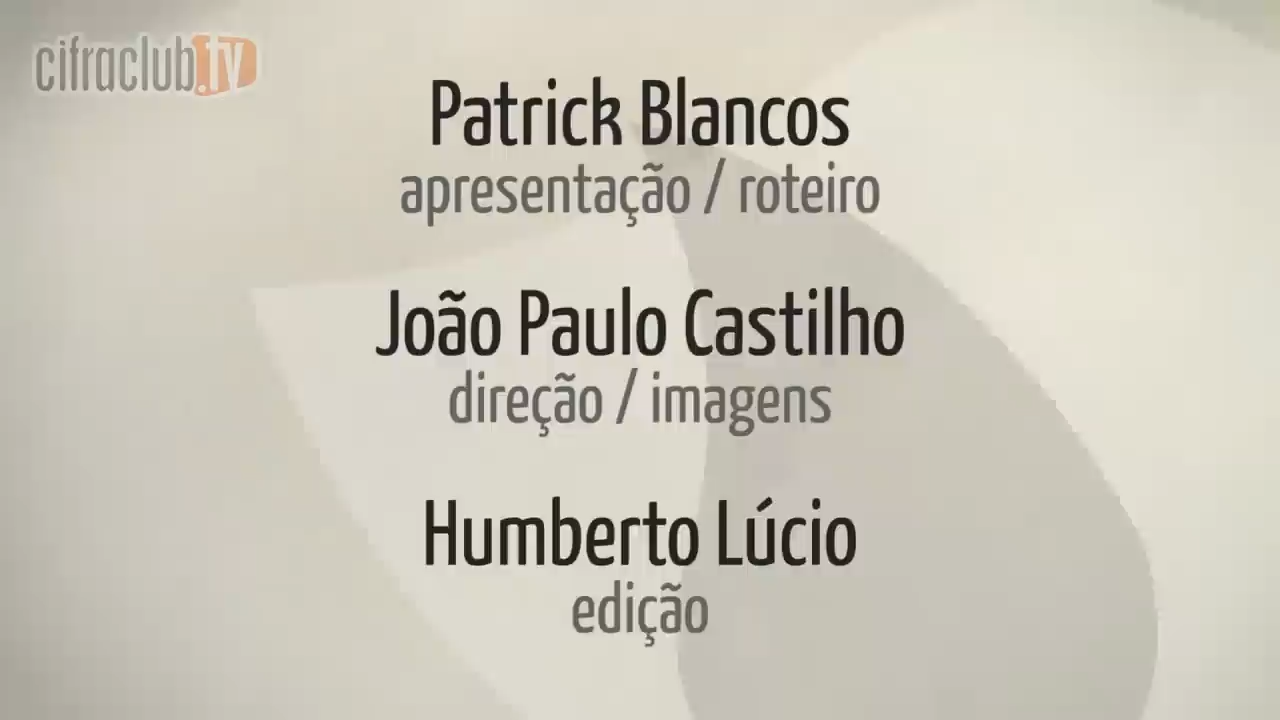 cifraclub.tv
Patrick Blancos
apresentação / roteiro
João Paulo Castilho
direção / imagens
Humberto Lúcio
edição